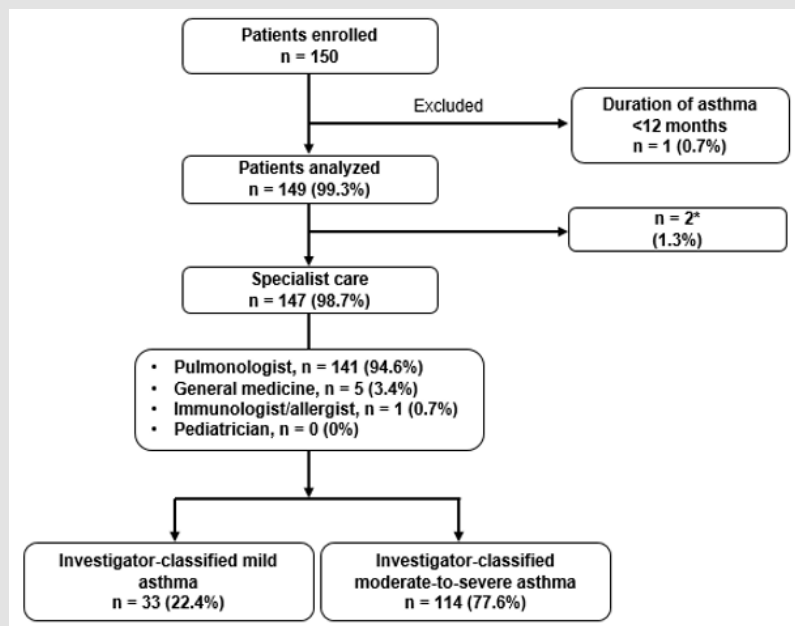 Patients enrolled
n = 150
Excluded
Duration of asthma
<12 months
n = 1 (0.7%)
Patients analyzed
n = 149 (99.3%)
n = 2*
(1.3%)
Specialist care
n = 147 (98.7%)
• Pulmonologist, n = 141 (94.6%)
• General medicine, n = 5 (3.4%)
• Immunologist/allergist, n = 1 (0.7%)
• Pediatrician, n = 0 (0%)
Investigator-classified mild
asthma
n = 33 (22.4%)
Investigator-classified
moderate-to-severe asthma
n = 114 (77.6%)